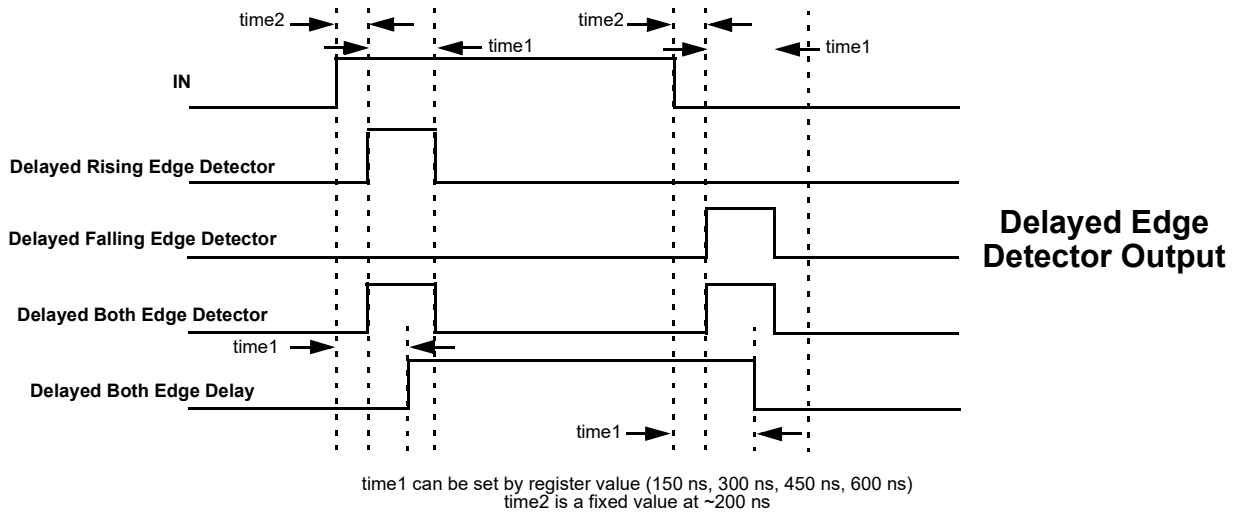 time2
time2
time1
time1
IN
Delayed Rising Edge Detector
Delayed Falling Edge Detector
Delayed Edge
Detector Output
Delayed Both Edge Detector
time1
Delayed Both Edge Delay
time1
time1 can be set by register value (150 ns, 300 ns, 450 ns, 600 ns)
time2 is a fixed value at ~200 ns